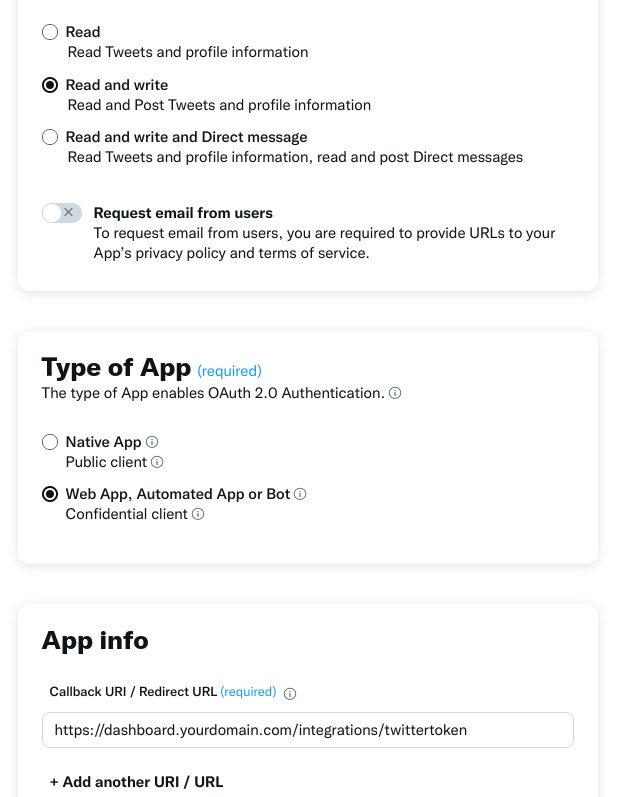 Read
Read Tweets and profile information
Read and write
Read and Post Tweets and profile information
Read and write and Direct message
Read Tweets and profile information, read and post Direct messages
Request email from users
To request email from users, you are required to provide URLs to your
App's privacy policy and terms of service.
Type of App (required)
The type of App enables OAuth 2.0 Authentication.
Native App
Public client
Web App, Automated App or Bot
Confidential client
App info
Callback URI / Redirect URL (required)
https://dashboard.yourdomain.com/integrations/twittertoken
+ Add another URI / URL